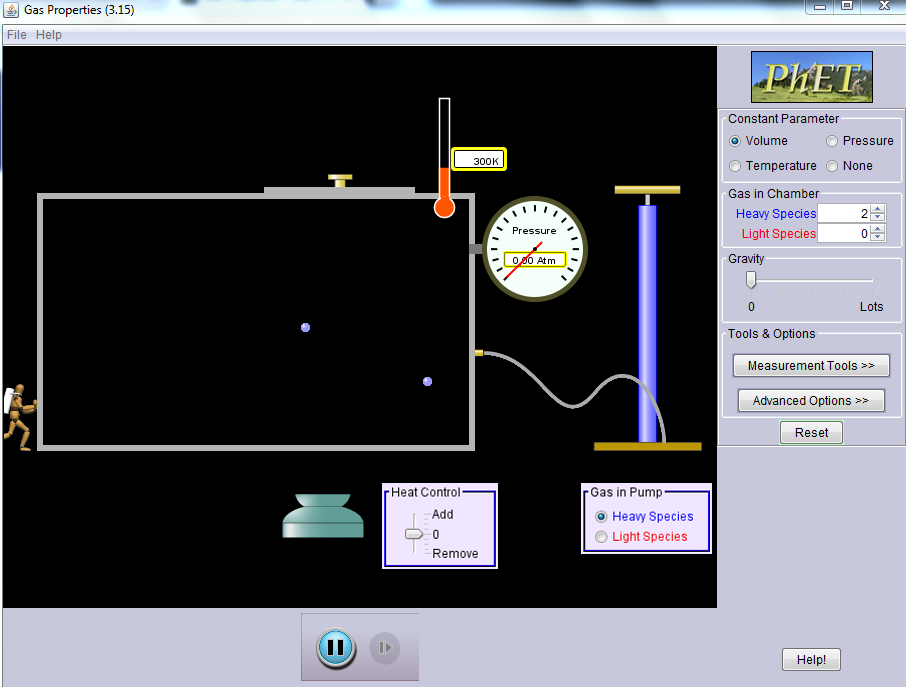 Gas Properties (3.15)
File Help
PhET
Constant Parameter
Volume Pressure
Temperature None
Gas in Chamber
Heavy Species 2
Light Species 0
Gravity
0 Lots
Tools & Options
Measurement Tools >>
Advanced Options >>
Reset
300K
Pressure
0.00 Atm
Heat Control
Add
0
Remove
Gas in Pump
Heavy Species
Light Species
Help!